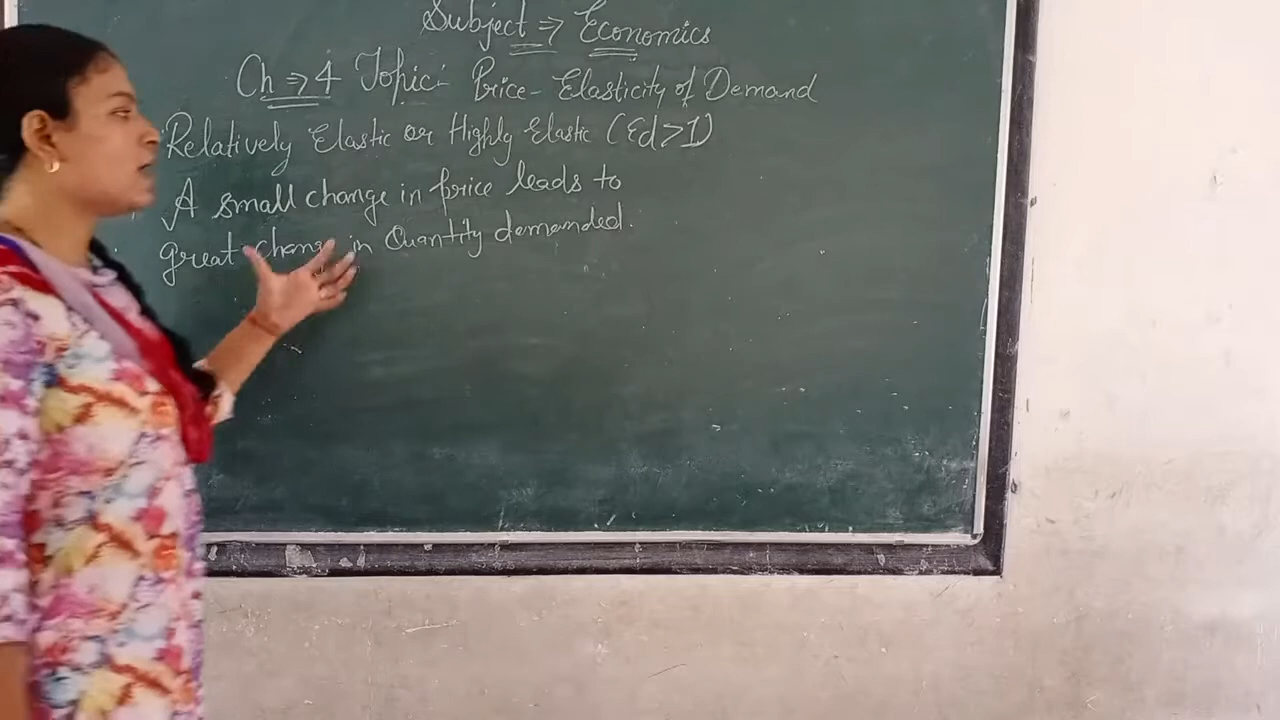 Subject ⇒ Economics
Ch ⇒ 4 Topic:- Price-Elasticity of Demand
Relatively Elastic or Highly Elastic (Ed>1)
A small change in price leads to
great change in Quantity demanded.